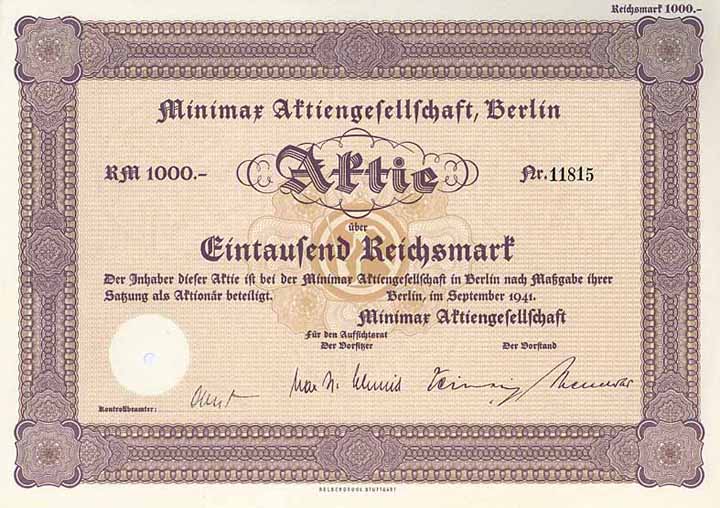 Reichsmark 1000.-
Minimax Aktiengesellschaft, Berlin
RM 1000.- Aktie Nr. 11815
über
Eintausend Reichsmark
Der Inhaber dieser Aktie ist bei der Minimax Aktiengesellschaft in Berlin nach Maßgabe ihrer
Satzung als Aktionär beteiligt. Berlin, im September 1941.
Minimax Aktiengesellschaft
Für den Aufsichtsrat Der Vorstand
Der Vorsitzer
Kontrollbeamter: